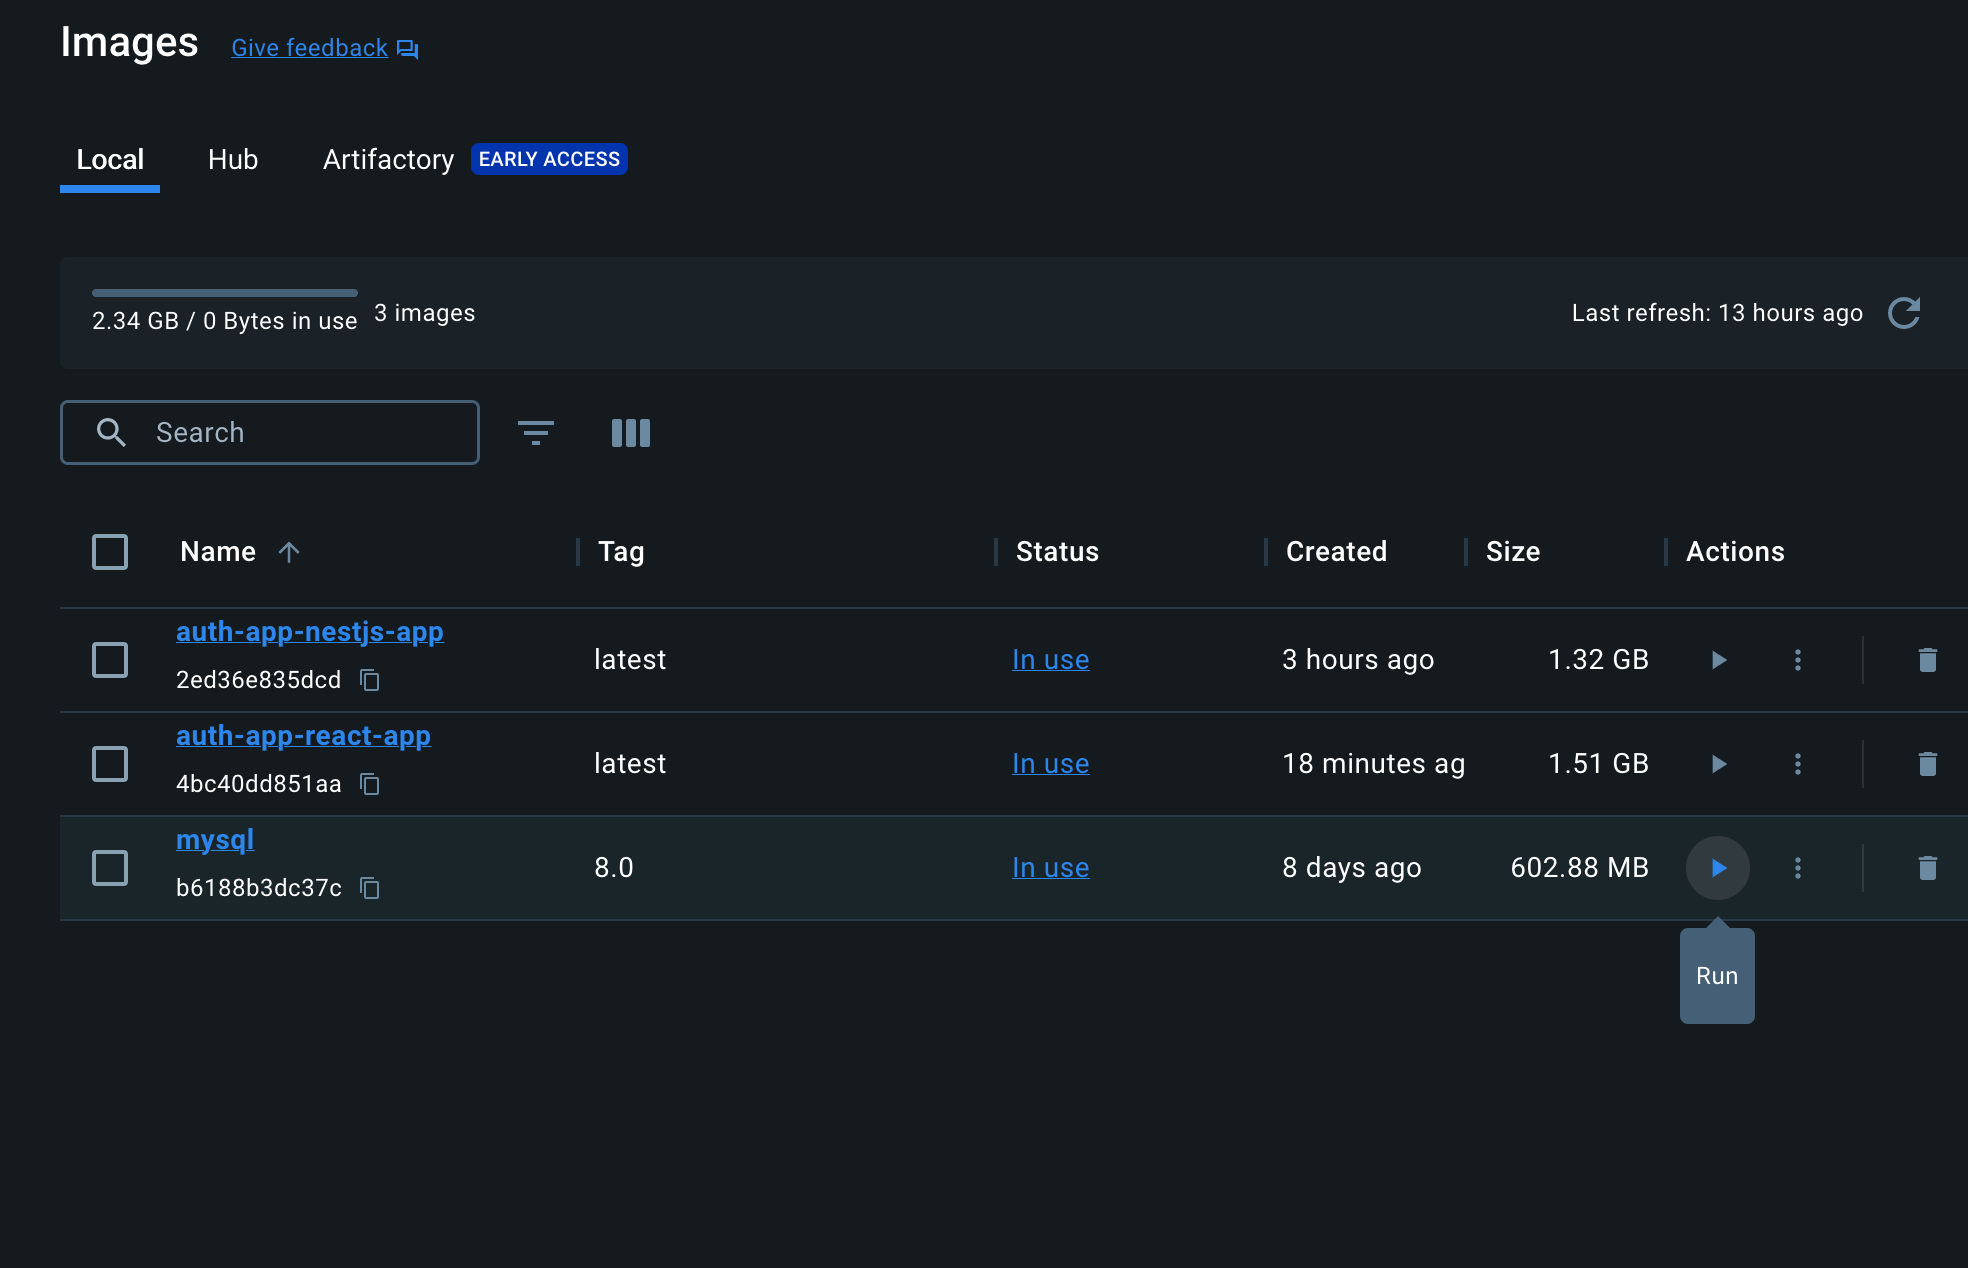 Images Give feedback
Local Hub Artifactory EARLY ACCESS
2.34 GB / 0 Bytes in use 3 images Last refresh: 13 hours ago
Search
Name Tag Status Created Size Actions
auth-app-nestjs-app
2ed36e835dcd latest In use 3 hours ago 1.32 GB
auth-app-react-app
4bc40dd851aa latest In use 18 minutes ag 1.51 GB
mysql
b6188b3dc37c 8.0 In use 8 days ago 602.88 MB
Run